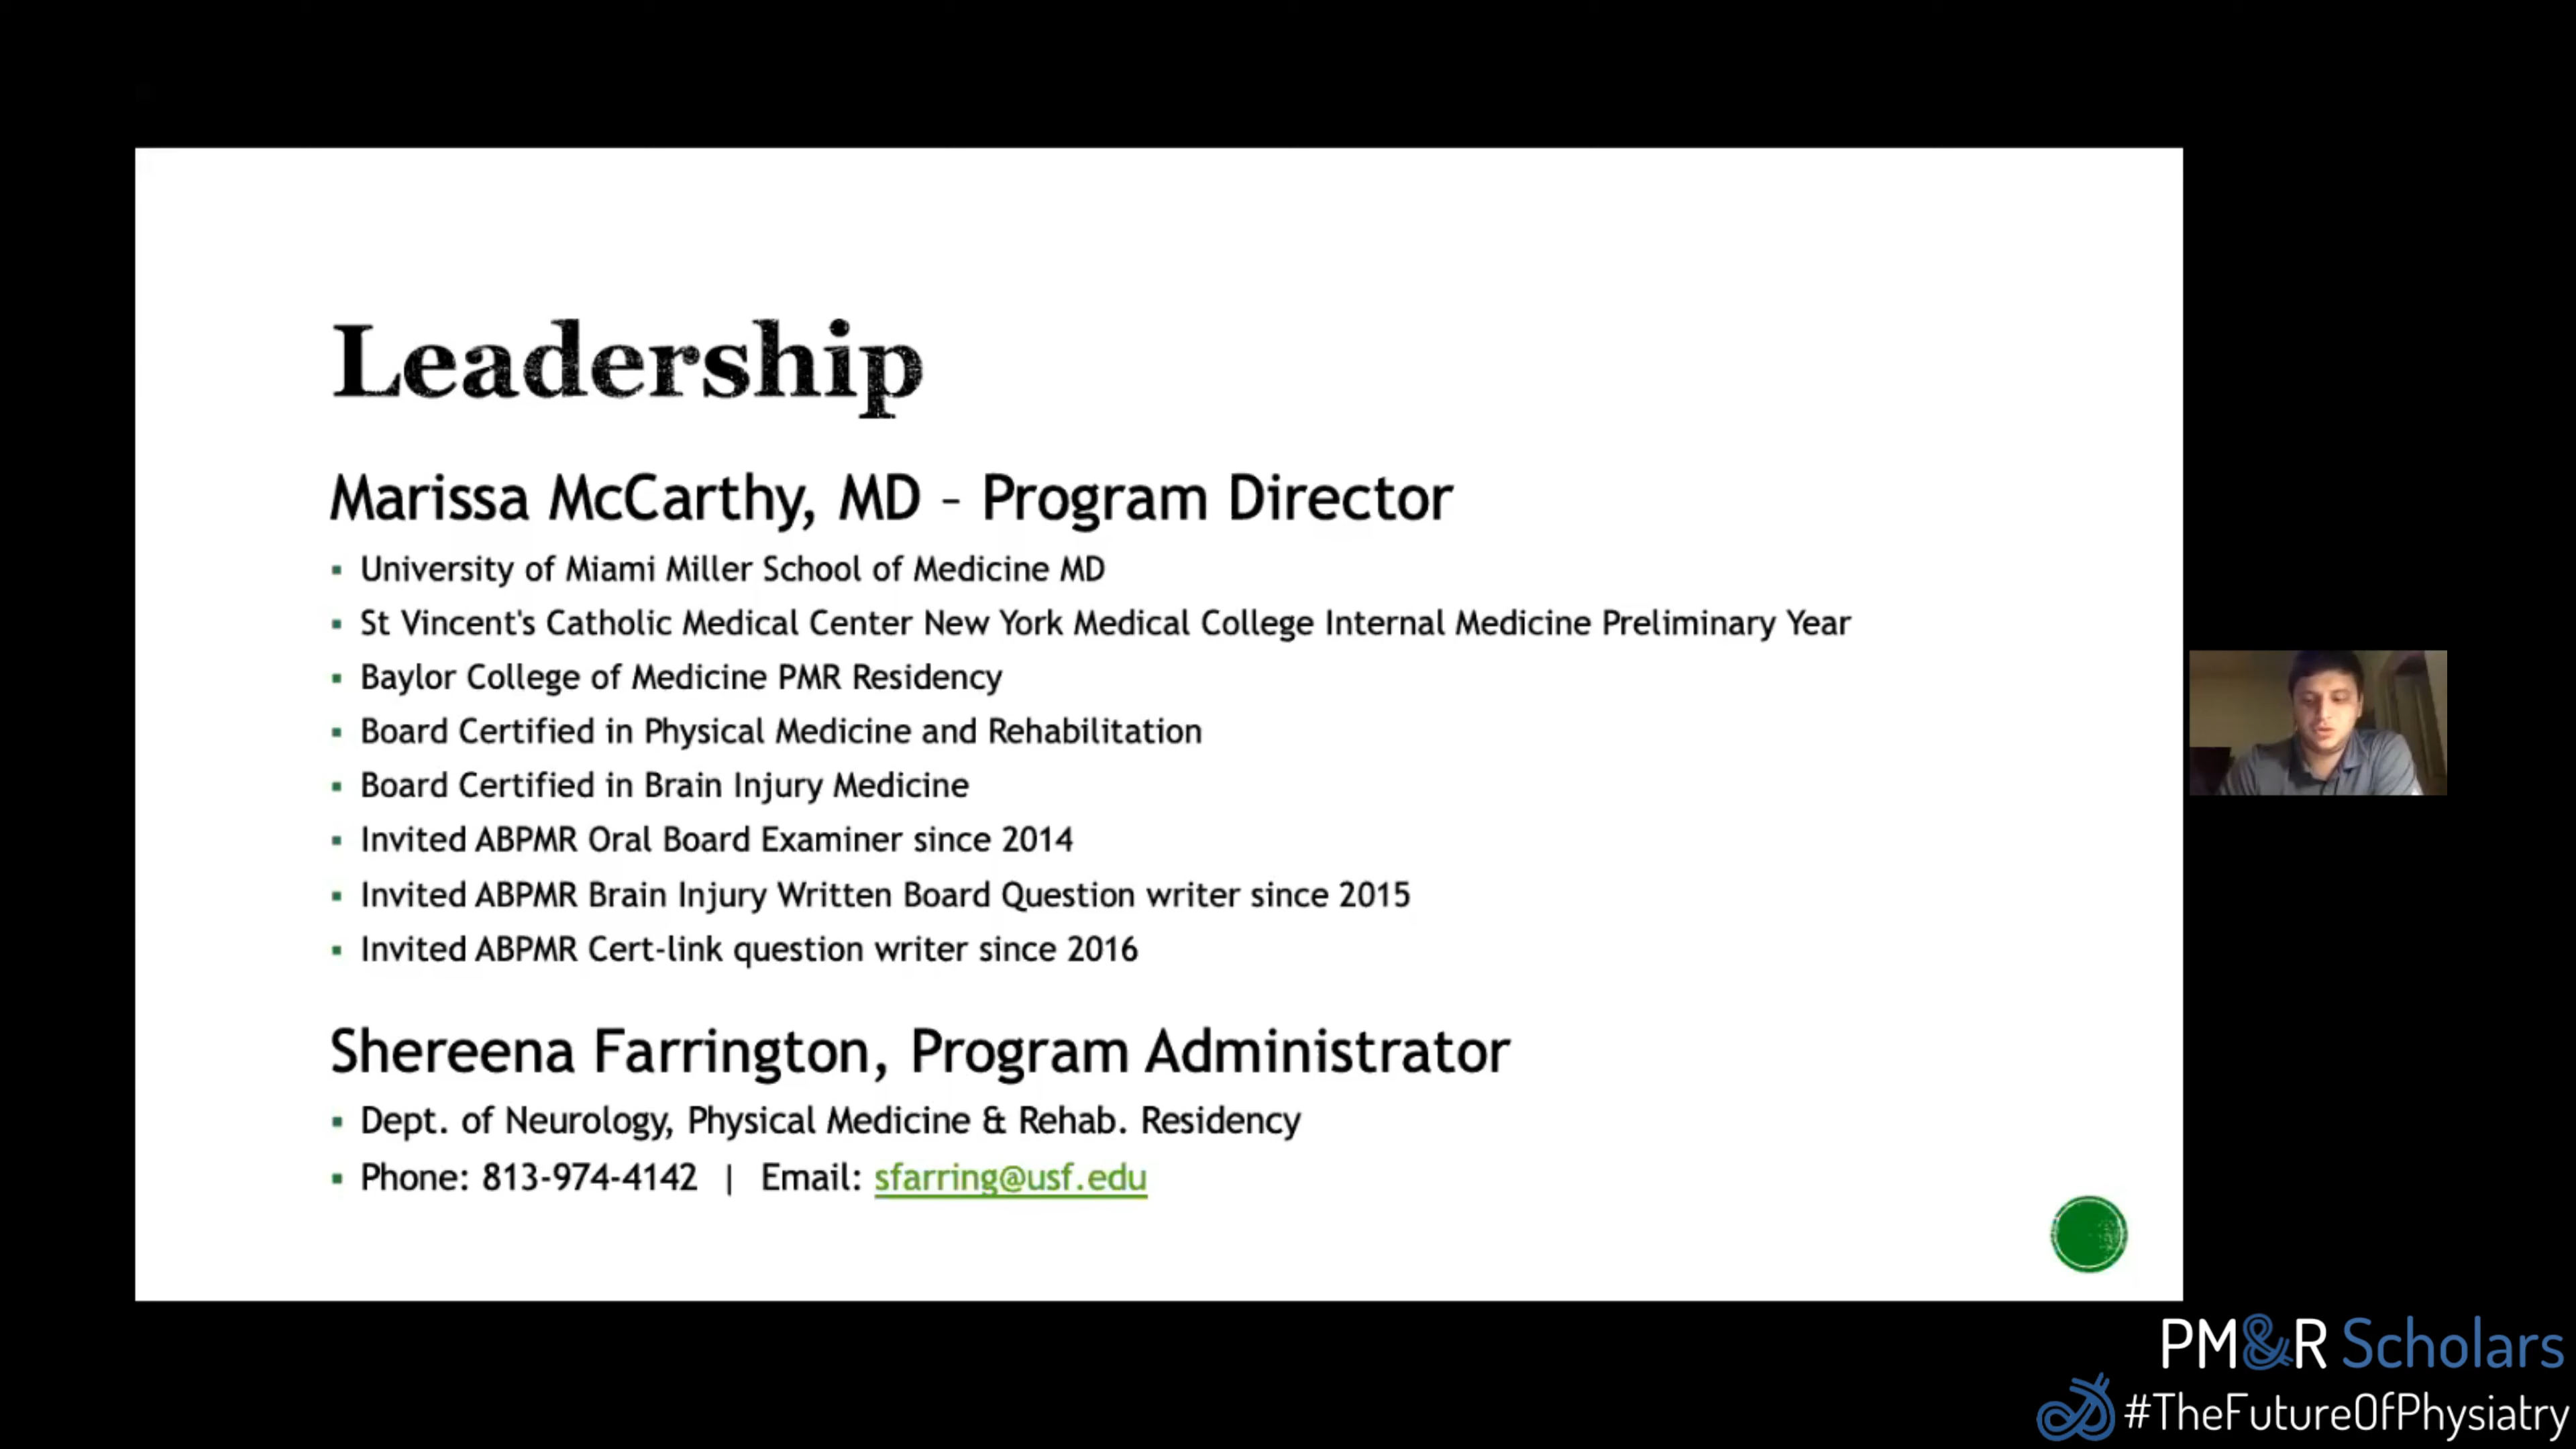 Leadership
Marissa McCarthy, MD – Program Director
▪ University of Miami Miller School of Medicine MD
▪ St Vincent's Catholic Medical Center New York Medical College Internal Medicine Preliminary Year
▪ Baylor College of Medicine PMR Residency
▪ Board Certified in Physical Medicine and Rehabilitation
▪ Board Certified in Brain Injury Medicine
▪ Invited ABPMR Oral Board Examiner since 2014
▪ Invited ABPMR Brain Injury Written Board Question writer since 2015
▪ Invited ABPMR Cert-link question writer since 2016
Shereena Farrington, Program Administrator
▪ Dept. of Neurology, Physical Medicine & Rehab. Residency
▪ Phone: 813-974-4142 | Email: sfarring@usf.edu
PM&R Scholars
#TheFutureOfPhysiatry